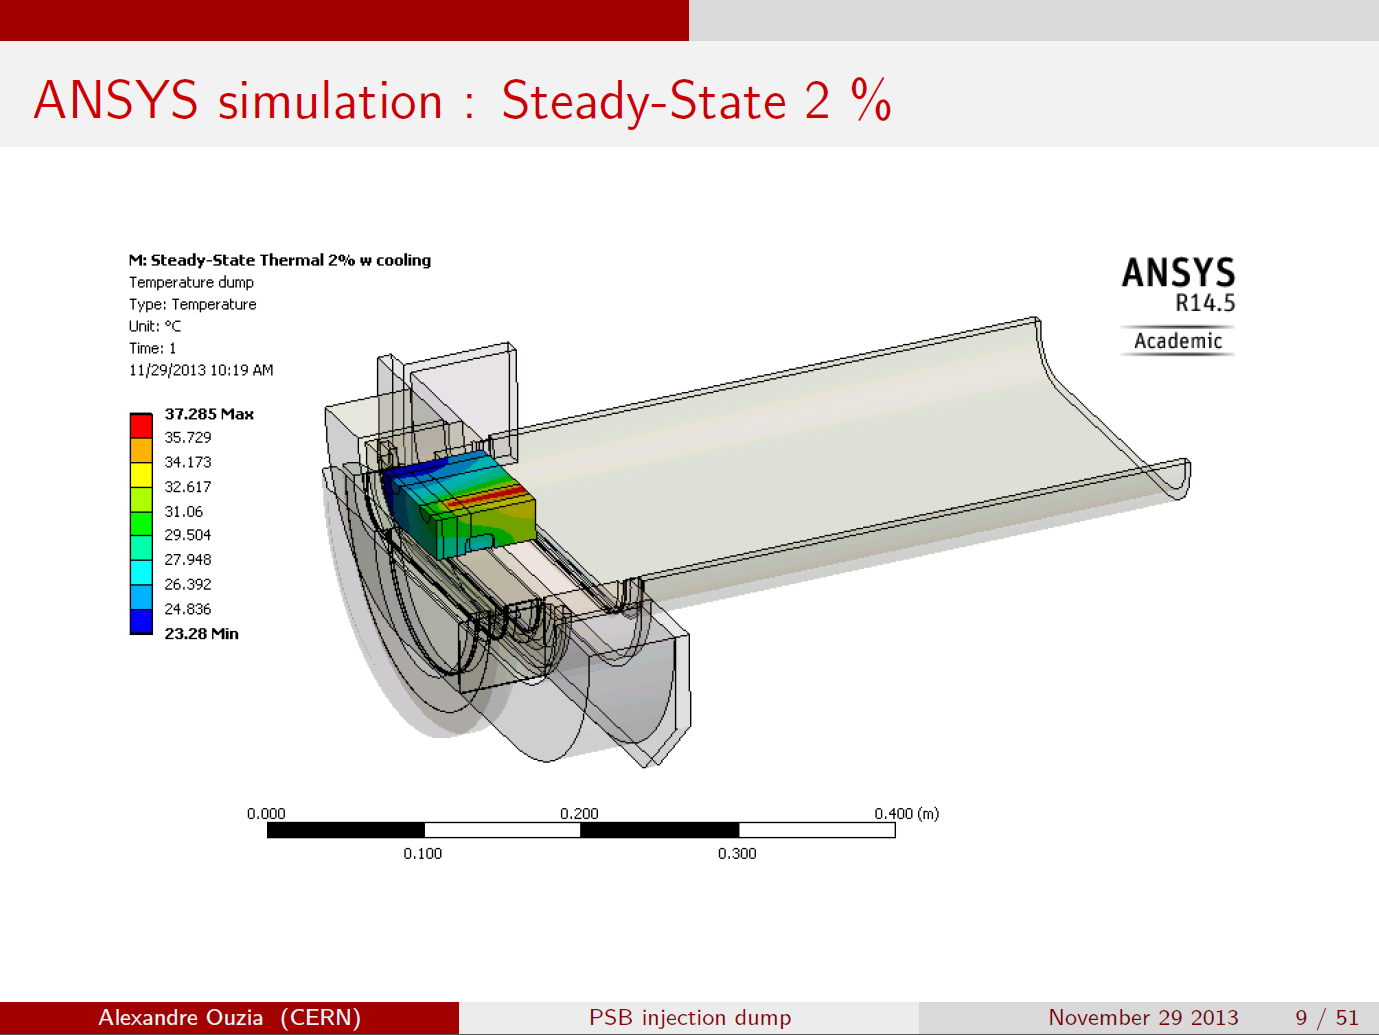 ANSYS simulation : Steady-State 2 %
M: Steady-State Thermal 2% w cooling
Temperature dump
Type: Temperature
Unit: °C
Time: 1
11/29/2013 10:19 AM
ANSYS
R14.5
Academic
37.285 Max
35.729
34.173
32.617
31.06
29.504
27.948
26.392
24.836
23.28 Min
0.000 0.200 0.400 (m)
0.100 0.300
Alexandre Ouzia (CERN) PSB injection dump November 29 2013 9 / 51